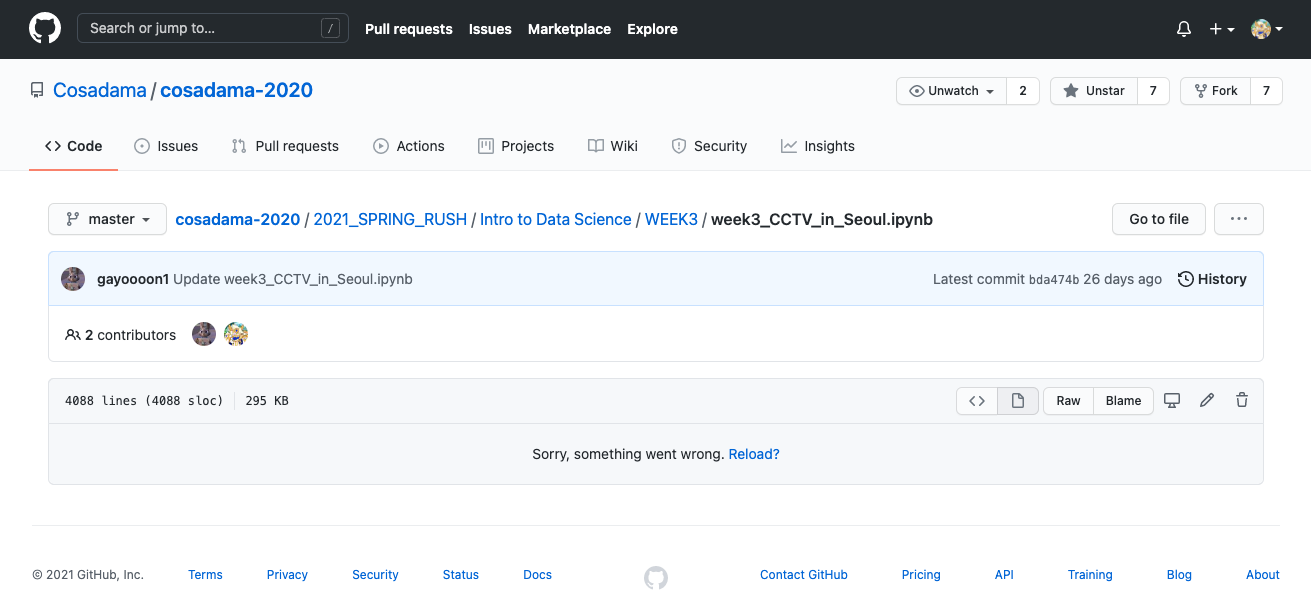 Search or jump to... /
Pull requests Issues Marketplace Explore
Cosadama / cosadama-2020
Unwatch 2 Unstar 7 Fork 7
Code Issues Pull requests Actions Projects Wiki Security Insights
master cosadama-2020 / 2021_SPRING_RUSH / Intro to Data Science / WEEK3 / week3_CCTV_in_Seoul.ipynb Go to file ...
gayoooon1 Update week3_CCTV_in_Seoul.ipynb Latest commit bda474b 26 days ago History
2 contributors
4088 lines (4088 sloc) 295 KB <> Raw Blame
Sorry, something went wrong. Reload?
© 2021 GitHub, Inc. Terms Privacy Security Status Docs Contact GitHub Pricing API Training Blog About